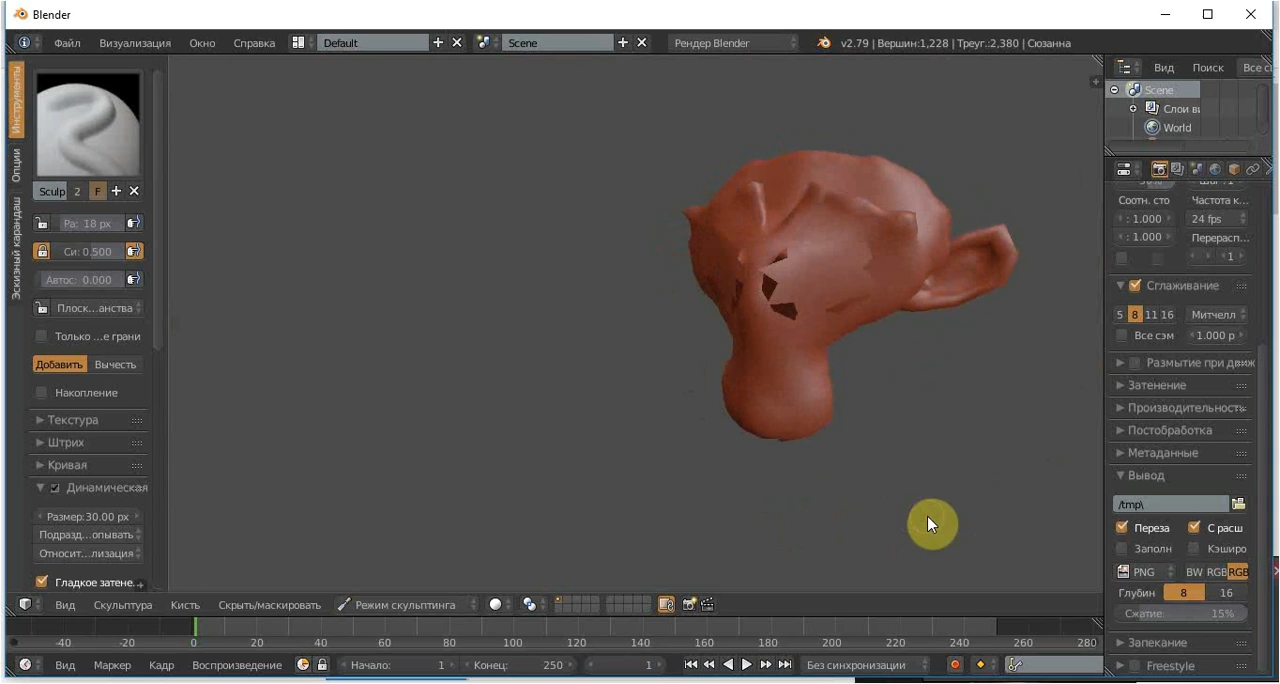 Blender
Файл Визуализация Окно Справка Default Scene Рендер Blender v2.79 | Вершин:1,228 | Треуг.:2,380 | Сюзанна
Инструменты
Опции
Эскизный карандаш
Sculp 2 F
Ра: 18 px
Си: 0.500
Автос: 0.000
Плоск...анства
Только ...е грани
Добавить Вычесть
Накопление
Текстура
Штрих
Кривая
Динамическая
Размер:30.00 px
Подразд...опывать
Относит...лизация
Гладкое затене
Вид Поиск Все с
Scene
Слои ви
World
Соотн. сто Частота к...
: 1.000 24 fps
: 1.000 Перерасп...
1
Сглаживание
5 8 11 16 Митчелл
Все сэм 1.000 p
Размытие при движ
Затенение
Производительность
Постобработка
Метаданные
Вывод
/tmp\
Переза С расш
Заполн Кэширо
PNG BW RGB RGB
Глубин 8 16
Сжатие 15%
Запекание
Freestyle
Вид Скульптура Кисть Скрыть/маскировать Режим скульптинга
-40 -20 0 20 40 60 80 100 120 140 160 180 200 220 240 260 280
Вид Маркер Кадр Воспроизведение Начало: 1 Конец: 250 1 Без синхронизации